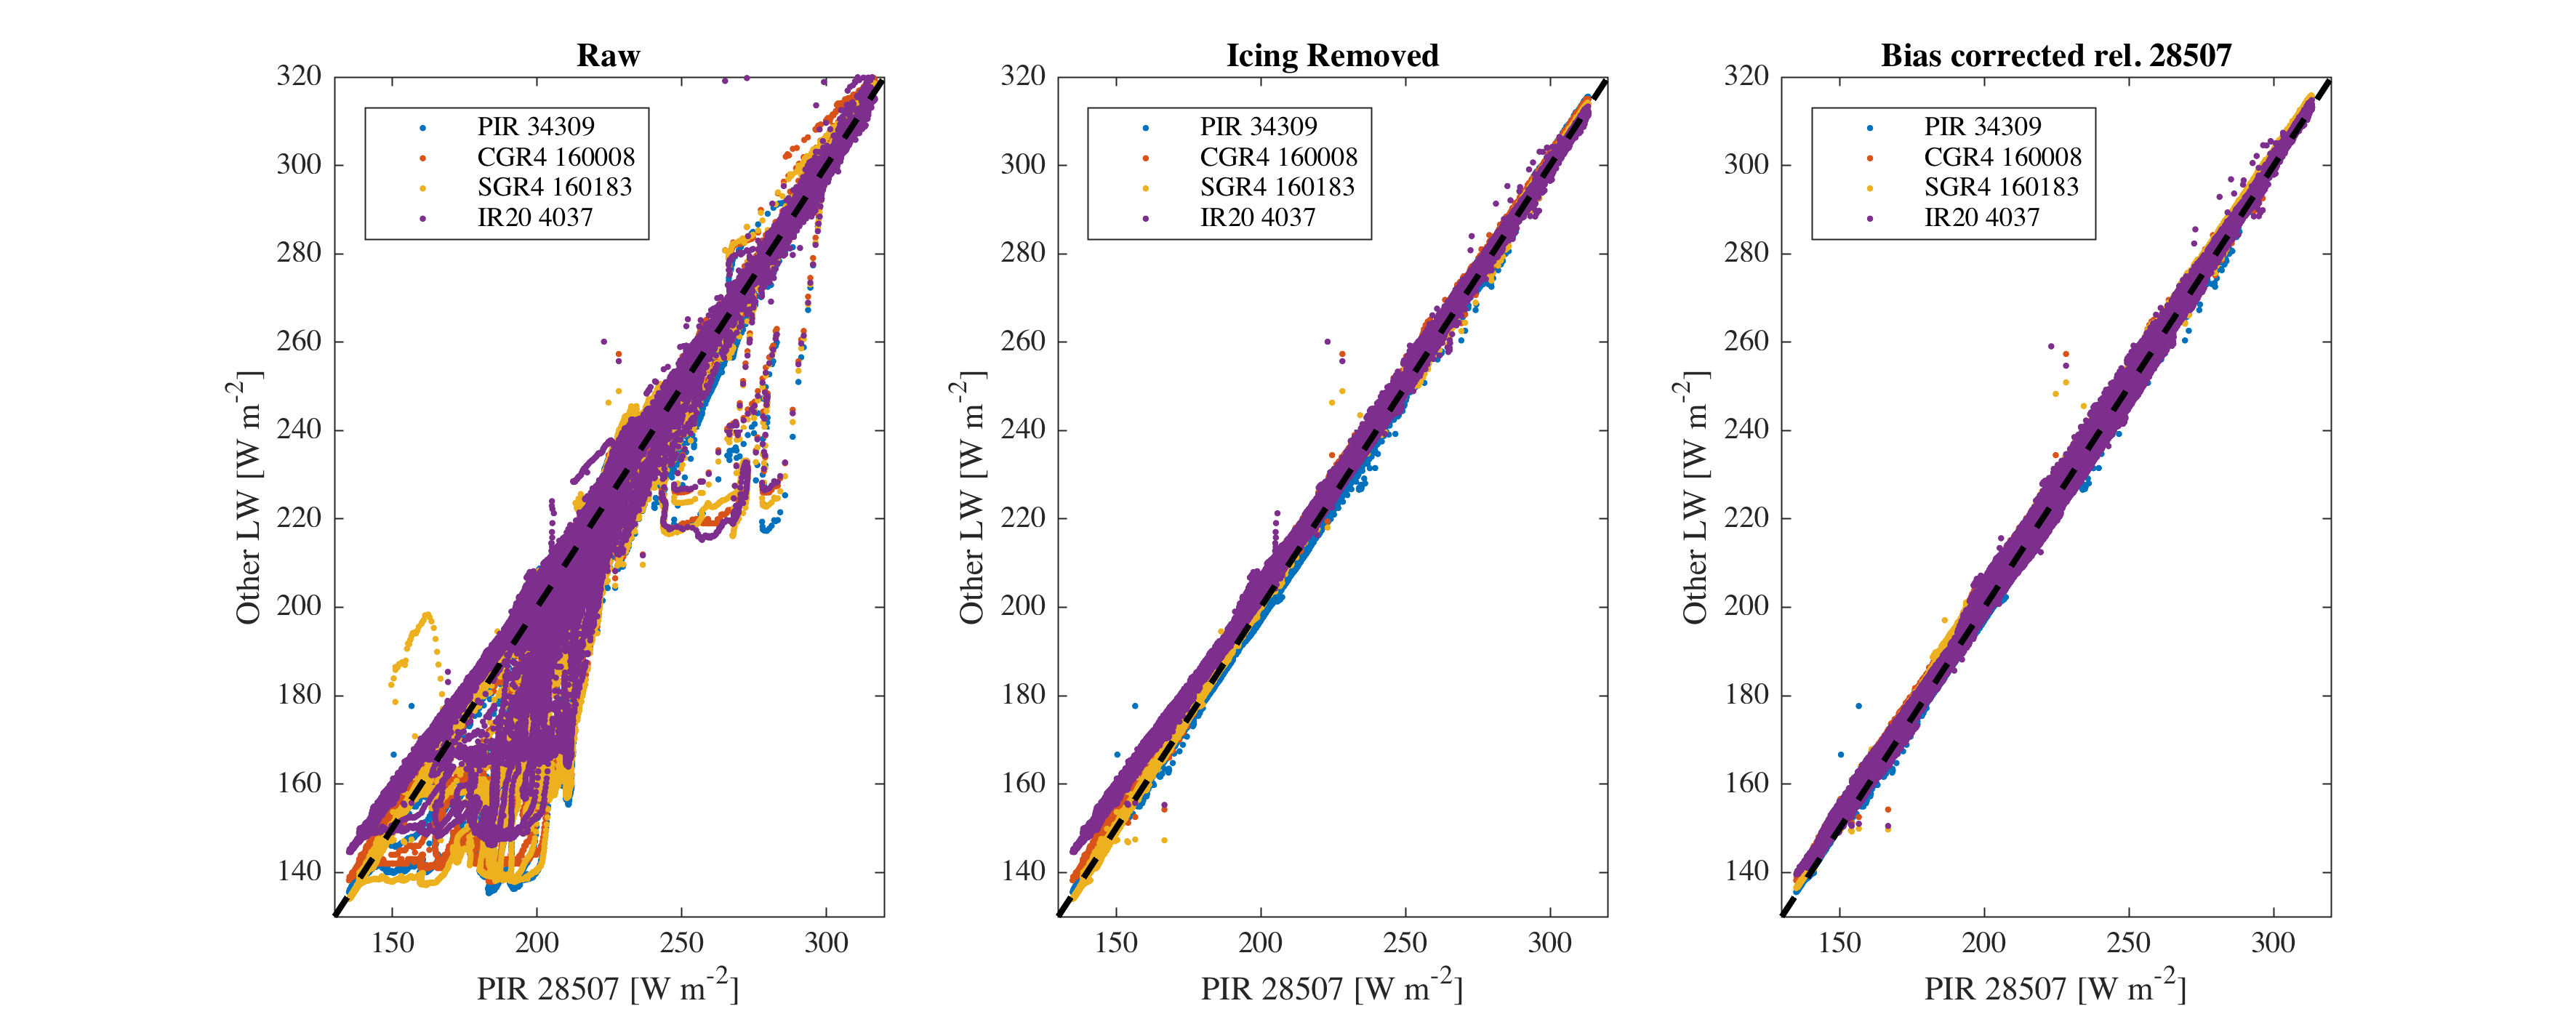 Raw
320
300
280
260
240
220
200
180
160
140
Other LW [W m-2]
PIR 34309
CGR4 160008
SGR4 160183
IR20 4037
150 200 250 300
PIR 28507 [W m-2]
Icing Removed
320
300
280
260
240
220
200
180
160
140
Other LW [W m-2]
PIR 34309
CGR4 160008
SGR4 160183
IR20 4037
150 200 250 300
PIR 28507 [W m-2]
Bias corrected rel. 28507
320
300
280
260
240
220
200
180
160
140
Other LW [W m-2]
PIR 34309
CGR4 160008
SGR4 160183
IR20 4037
150 200 250 300
PIR 28507 [W m-2]